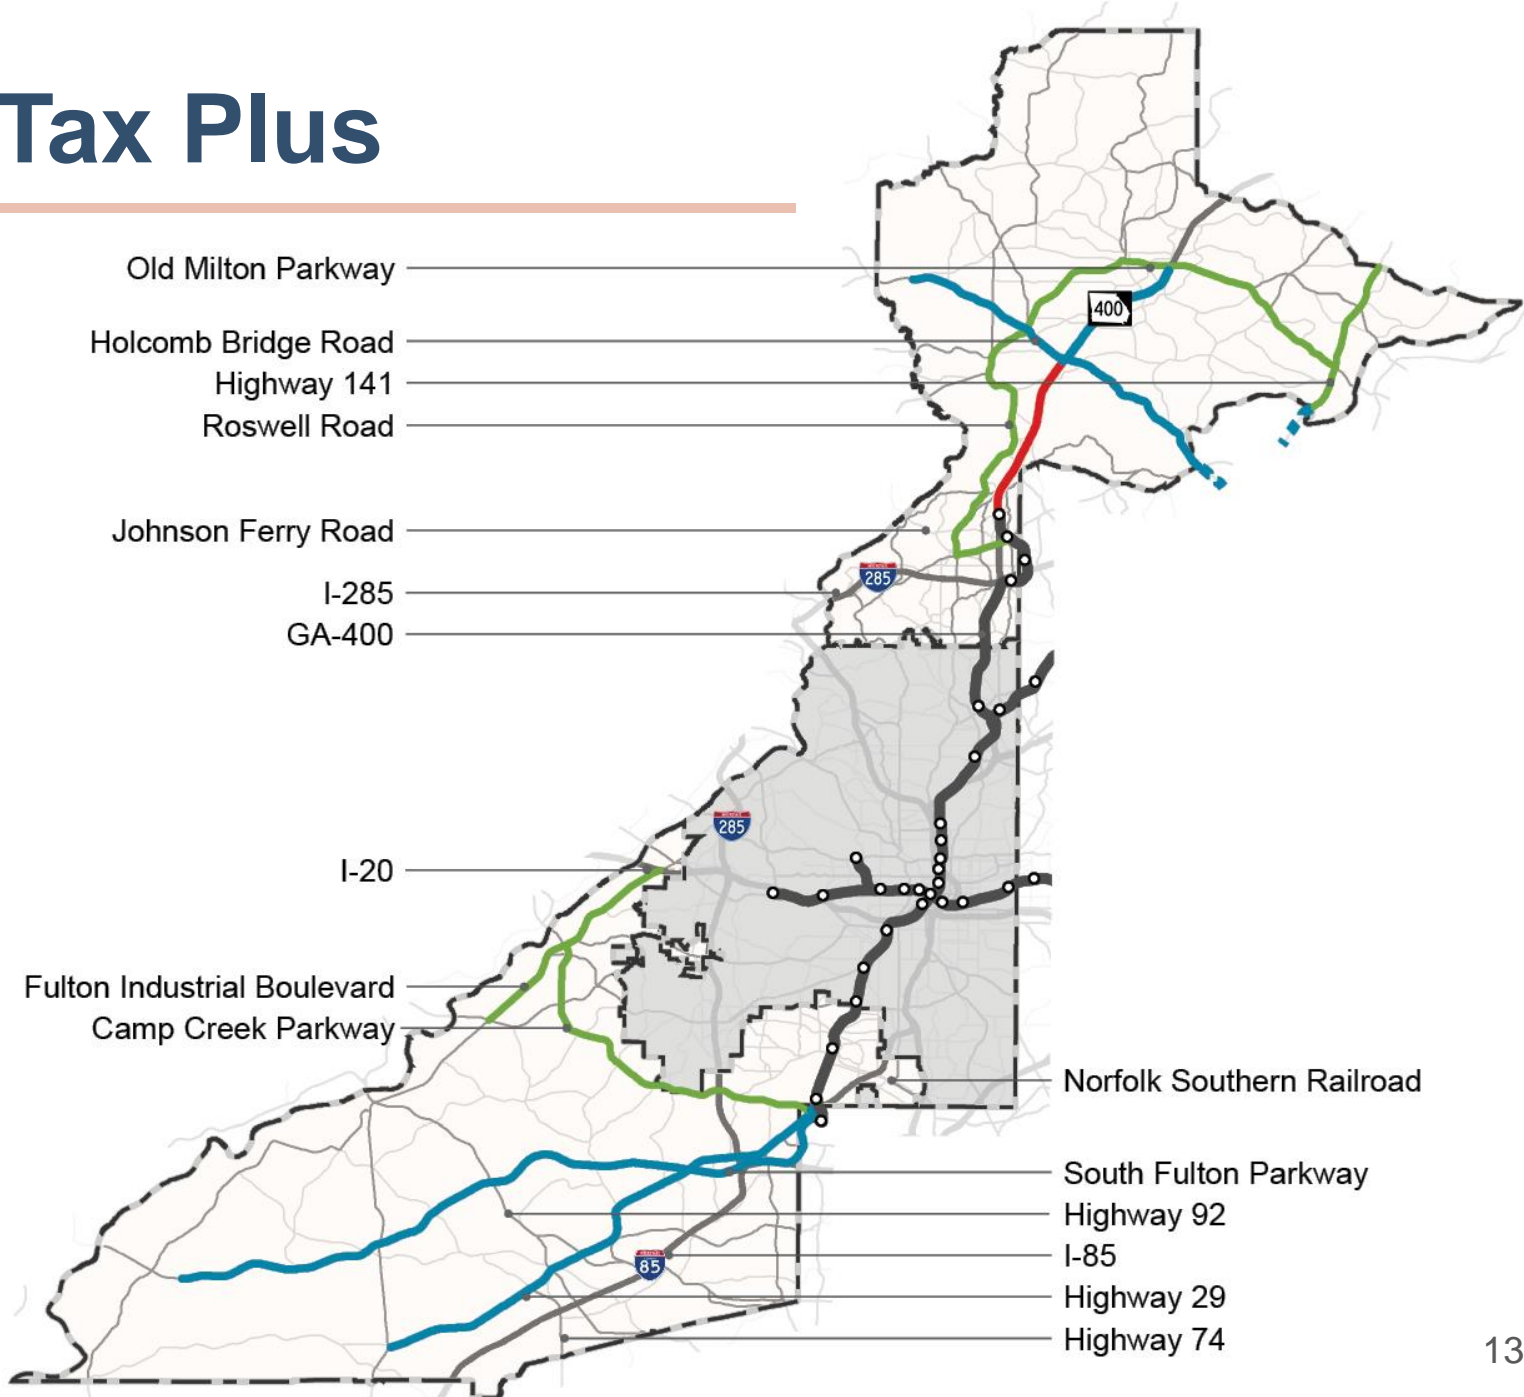 Tax Plus
Old Milton Parkway
400
Holcomb Bridge Road
Highway 141
Roswell Road
Johnson Ferry Road
285
I-285
GA-400
285
I-20
Fulton Industrial Boulevard
Camp Creek Parkway
Norfolk Southern Railroad
South Fulton Parkway
Highway 92
I-85
85
Highway 29
Highway 74
13